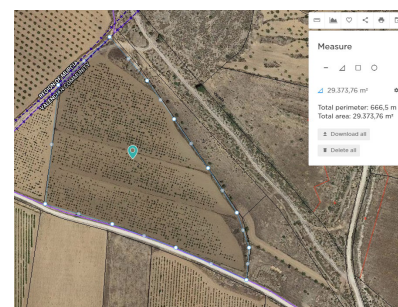 Measure
29.373,76 m²
Total perimeter: 666,5 m
Total area: 29.373,76 m²
Download all
Delete all